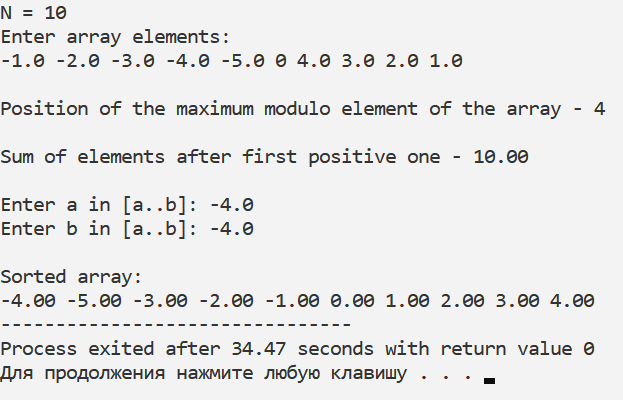 N = 10
Enter array elements:
-1.0 -2.0 -3.0 -4.0 -5.0 0 4.0 3.0 2.0 1.0
Position of the maximum modulo element of the array - 4
Sum of elements after first positive one - 10.00
Enter a in [a..b]: -4.0
Enter b in [a..b]: -4.0
Sorted array:
-4.00 -5.00 -3.00 -2.00 -1.00 0.00 1.00 2.00 3.00 4.00
--------------------------------
Process exited after 34.47 seconds with return value 0
Для продолжения нажмите любую клавишу . . .